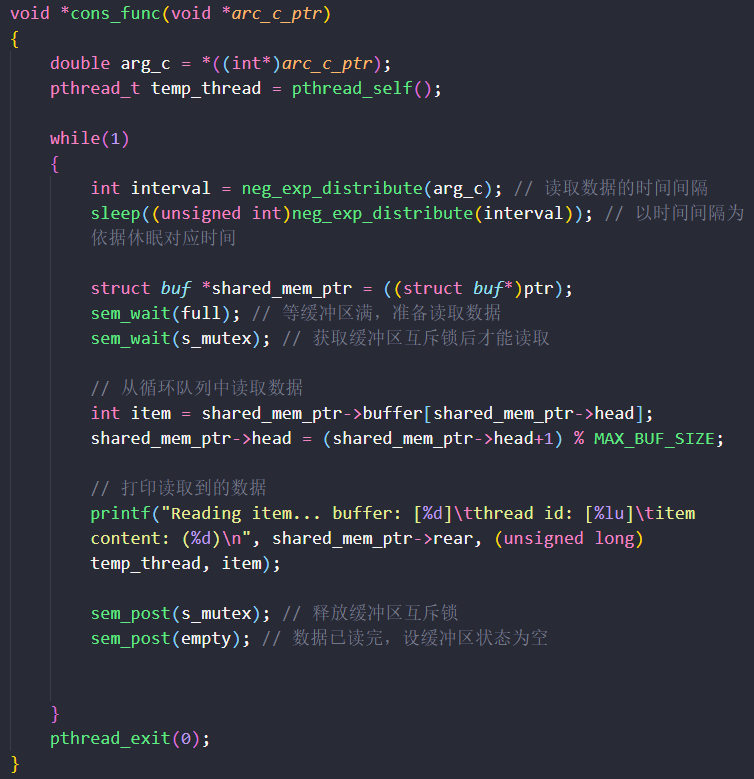 void *cons_func(void *arc_c_ptr)
{
    double arg_c = *((int*)arc_c_ptr);
    pthread_t temp_thread = pthread_self();
    while(1)
    {
        int interval = neg_exp_distribute(arg_c); // 读取数据的时间间隔
        sleep((unsigned int)neg_exp_distribute(interval)); // 以时间间隔为
        依据休眠对应时间
        struct buf *shared_mem_ptr = ((struct buf*)ptr);
        sem_wait(full); // 等缓冲区满，准备读取数据
        sem_wait(s_mutex); // 获取缓冲区互斥锁后才能读取
        // 从循环队列中读取数据
        int item = shared_mem_ptr->buffer[shared_mem_ptr->head];
        shared_mem_ptr->head = (shared_mem_ptr->head+1) % MAX_BUF_SIZE;
        // 打印读取到的数据
        printf("Reading item... buffer: [%d]\tthread id: [%lu]\titem
        content: (%d)\n", shared_mem_ptr->rear, (unsigned long)
        temp_thread, item);
        sem_post(s_mutex); // 释放缓冲区互斥锁
        sem_post(empty); // 数据已读完，设缓冲区状态为空
    }
    pthread_exit(0);
}